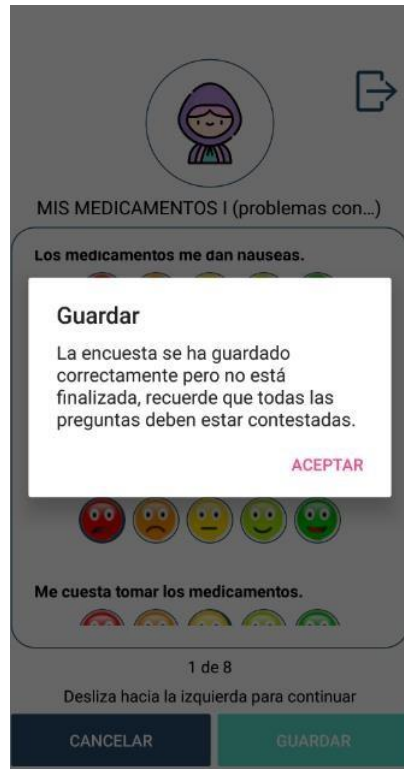 MIS MEDICAMENTOS I (problemas con...)
Los medicamentos me dan náuseas.
Guardar
La encuesta se ha guardado
correctamente pero no está
finalizada, recuerde que todas las
preguntas deben estar contestadas.
ACEPTAR
Me cuesta tomar los medicamentos.
1 de 8
Desliza hacia la izquierda para continuar
CANCELAR
GUARDAR